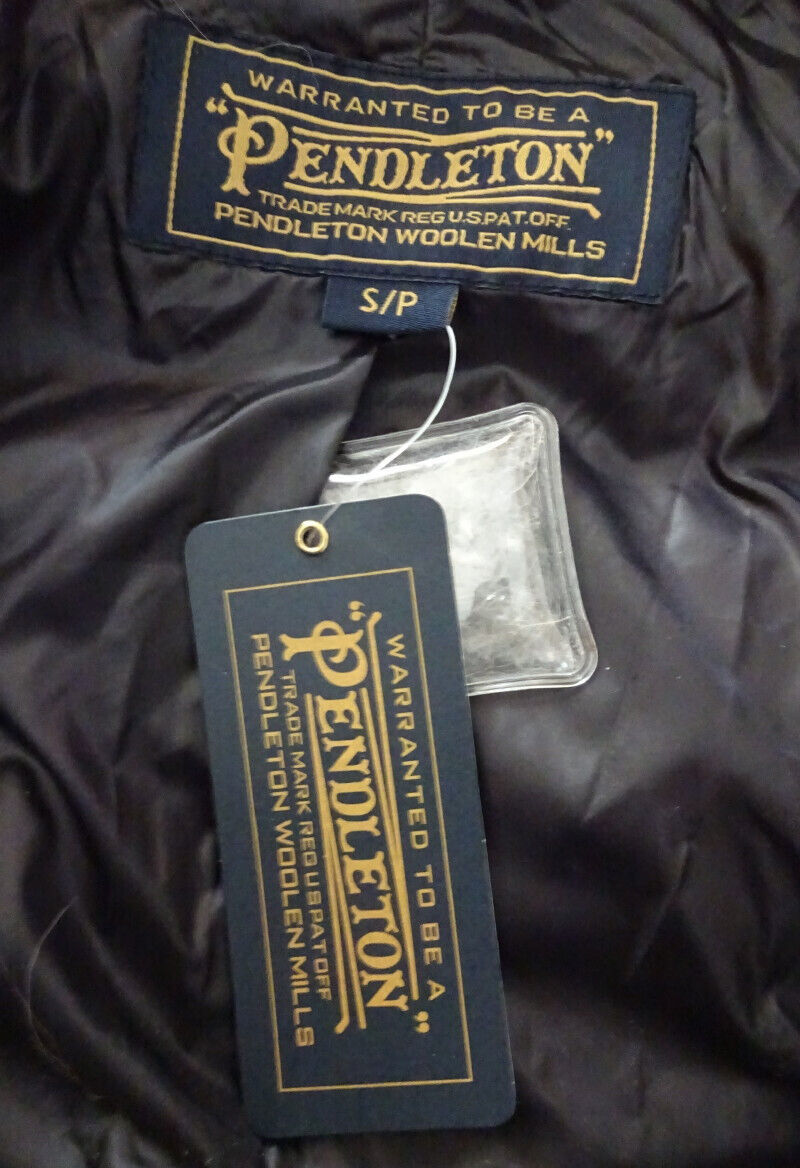 WARRANTED TO BE A
"PENDLETON"
TRADE MARK REG U.S. PAT. OFF.
PENDLETON WOOLEN MILLS
S/P
WARRANTED TO BE A
"PENDLETON"
TRADE MARK REG U S PAT OFF
PENDLETON WOOLEN MILLS